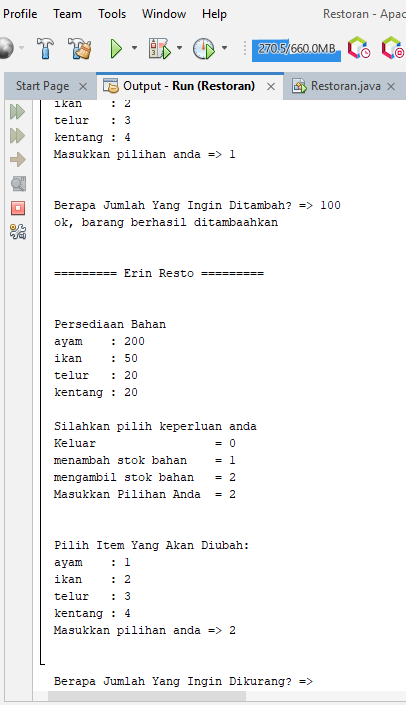 Profile Team Tools Window Help Restoran - Apac
270.5/660.0MB
Start Page Output - Run (Restoran) Restoran.java
ikan : 2
telur : 3
kentang : 4
Masukkan pilihan anda => 1
Berapa Jumlah Yang Ingin Ditambah? => 100
ok, barang berhasil ditambaahkan
========= Erin Resto =========
Persediaan Bahan
ayam : 200
ikan : 50
telur : 20
kentang : 20
Silahkan pilih keperluan anda
Keluar = 0
menambah stok bahan = 1
mengambil stok bahan = 2
Masukkan Pilihan Anda = 2
Pilih Item Yang Akan Diubah:
ayam : 1
ikan : 2
telur : 3
kentang : 4
Masukkan pilihan anda => 2
Berapa Jumlah Yang Ingin Dikurang? =>